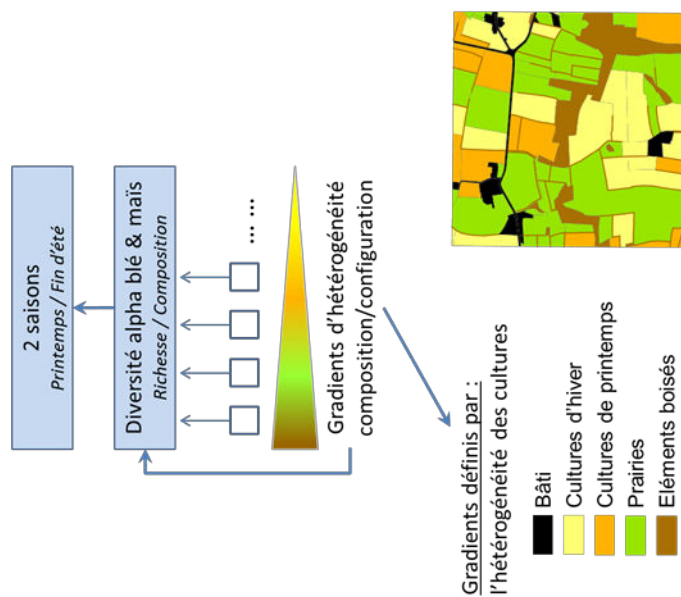 2 saisons
Printemps / Fin d'été
Diversité alpha blé & maïs
Richesse / Composition
... ...
Gradients d'hétérogénéité
composition/configuration
Gradients définis par :
l'hétérogénéité des cultures
Bâti
Cultures d'hiver
Cultures de printemps
Prairies
Eléments boisés